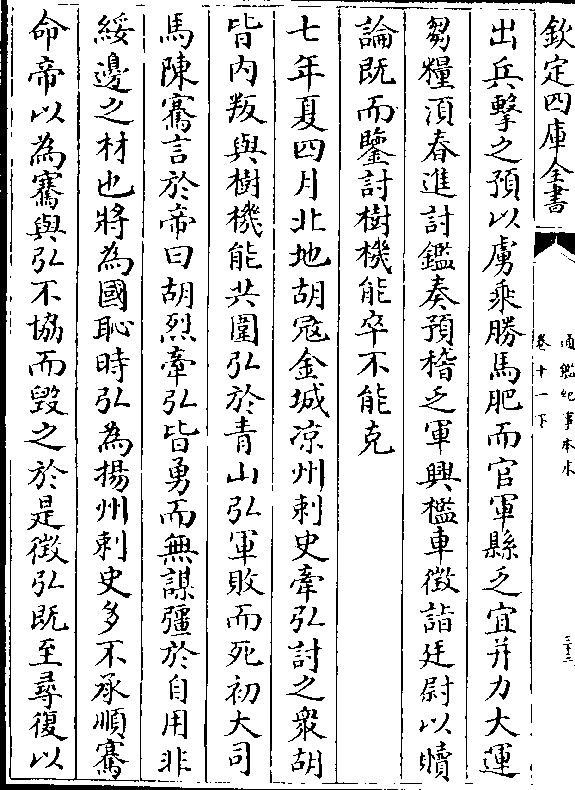 欽定四庫全書
通鑑紀事本末
卷十一下
三十三
出兵擊之預以虜乘勝馬肥而官軍縣乏宜并力大運
芻糧湏春進討鑑奏預稽乏軍興檻車徵詣廷尉以贖
論既而鑒討樹機能卒不能克
七年夏四月北地胡冦金城凉州刺史牽弘討之衆胡
皆内叛與樹機能共圍弘於青山弘軍敗而死初大司
馬陳騫言於帝曰胡烈牽弘皆勇而無謀彊於自用非
綏邊之材也將為國恥時弘為揚州刺史多不承順騫
命帝以為騫與弘不協而毁之於是徵弘既至尋復以